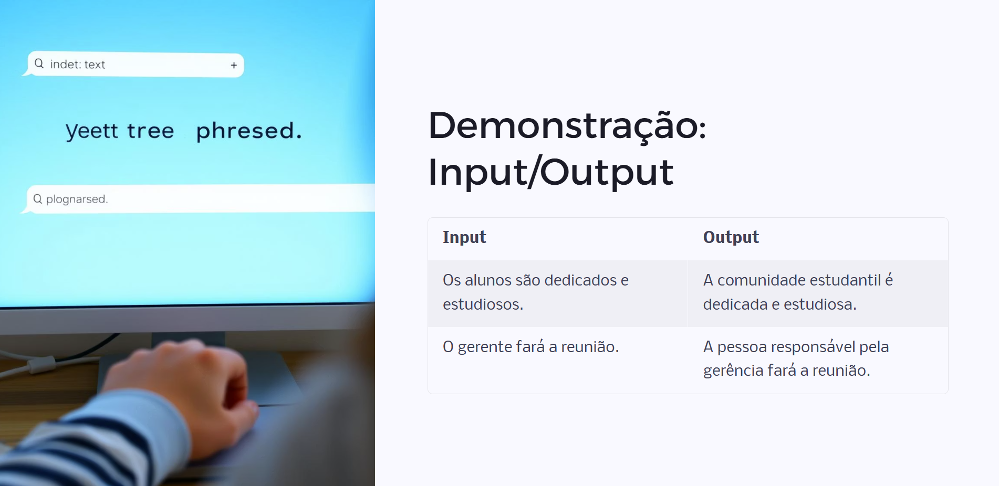 indet: text +
yeett tree phresed.
plognarsed.
Demonstração:
Input/Output
Input Output
Os alunos são dedicados e
estudiosos.
A comunidade estudantil é
dedicada e estudiosa.
O gerente fará a reunião.
A pessoa responsável pela
gerência fará a reunião.